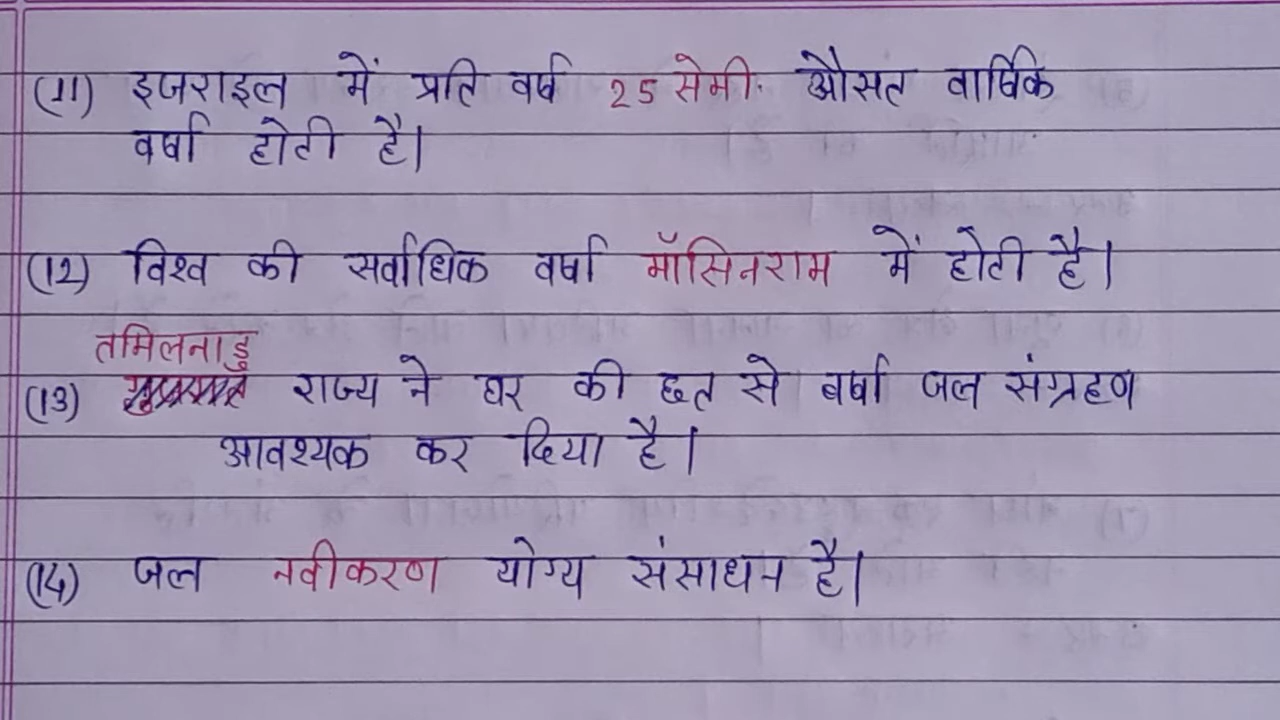 (11) इजराइल में प्रति वर्ष 25 सेमी. औसत वार्षिक
वर्षा होती है।
(12) विश्व की सर्वाधिक वर्षा मॉसिनराम में होती है।
तमिलनाडु
(13) राज्य ने घर की छत से वर्षा जल संग्रहण
आवश्यक कर दिया है।
(14) जल नवीकरण योग्य संसाधन है।